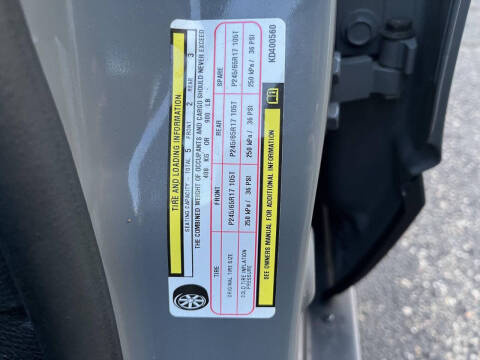 TIRE AND LOADING INFORMATION
SEATING CAPACITY - TOTAL 5 FRONT 2 REAR 3
THE COMBINED WEIGHT OF OCCUPANTS AND CARGO SHOULD NEVER EXCEED
408 KG OR 900 LB
TIRE FRONT REAR SPARE
ORIGINAL TIRE SIZE P245/65R17 105T P245/65R17 105T P245/65R17 105T
COLD TIRE INFLATION PRESSURE 250 kPa / 36 PSI 250 kPa / 36 PSI 250 kPa / 36 PSI
SEE OWNERS MANUAL FOR ADDITIONAL INFORMATION
KD400560